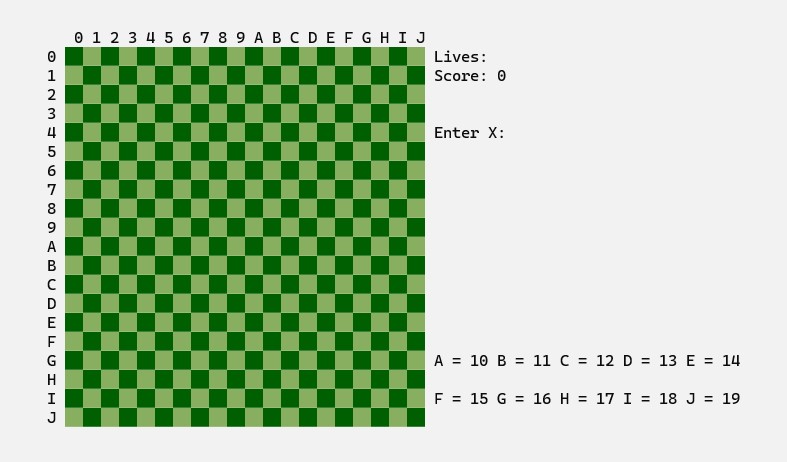 0 1 2 3 4 5 6 7 8 9 A B C D E F G H I J
0 Lives:
1 Score: 0
2
3
4 Enter X:
5
6
7
8
9
A
B
C
D
E
F
G A = 10 B = 11 C = 12 D = 13 E = 14
H
I F = 15 G = 16 H = 17 I = 18 J = 19
J